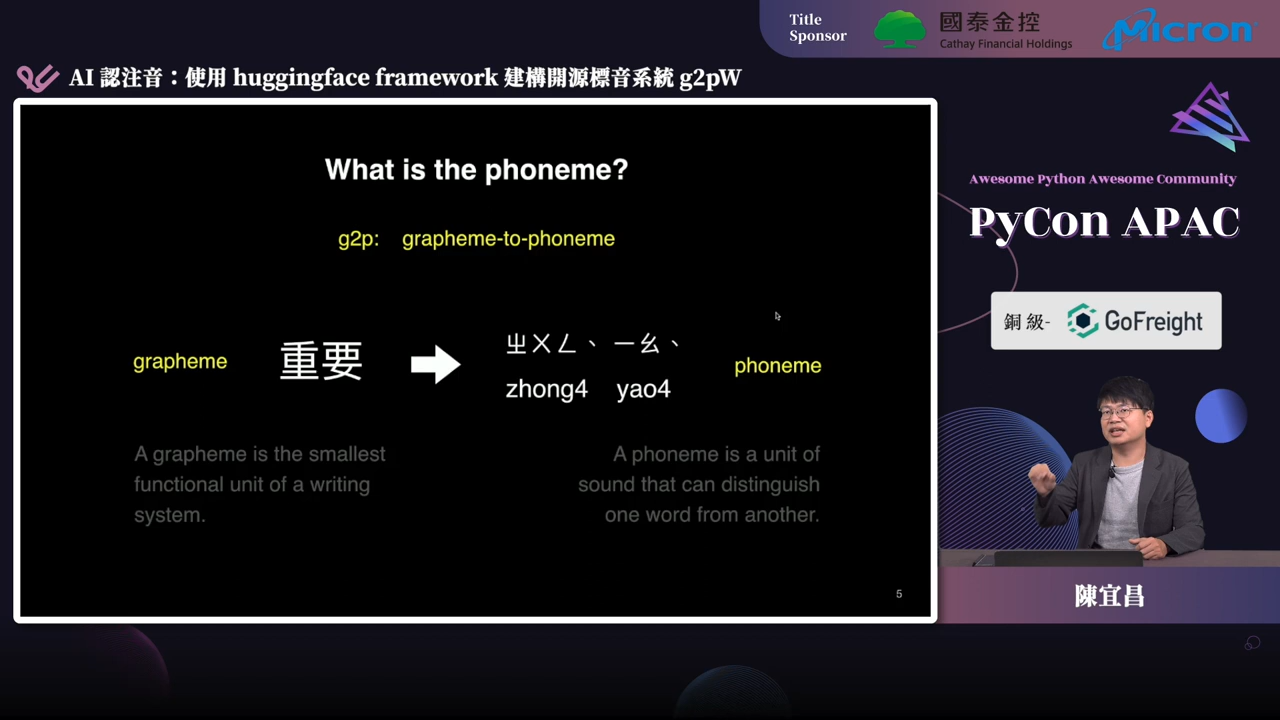 Title
Sponsor
國泰金控
Cathay Financial Holdings
Micron
AI 認注音：使用 huggingface framework 建構開源標音系統 g2pW
What is the phoneme?
g2p: grapheme-to-phoneme
grapheme
重要
ㄓㄨㄥˋ ㄧㄠˋ
zhong4 yao4
phoneme
A grapheme is the smallest
functional unit of a writing
system.
A phoneme is a unit of
sound that can distinguish
one word from another.
5
Awesome Python Awesome Community
PyCon APAC
銅級- GoFreight
陳宜昌